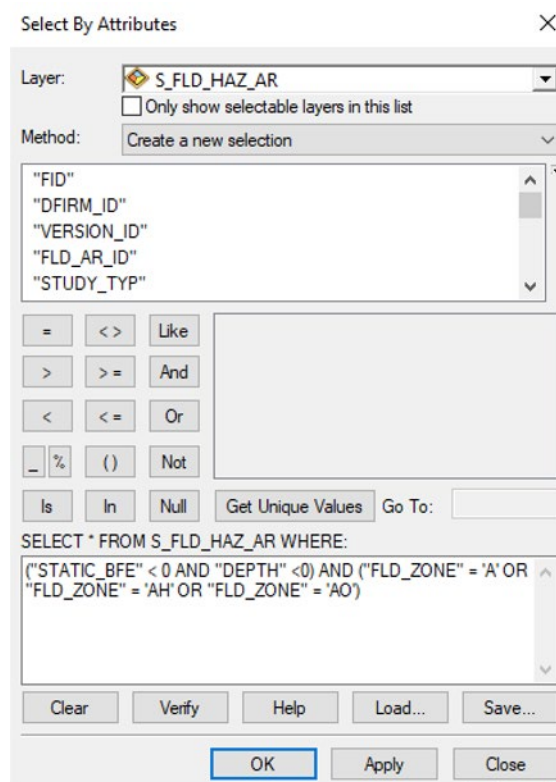 Select By Attributes
Layer: S_FLD_HAZ_AR
Only show selectable layers in this list
Method: Create a new selection
"FID"
"DFIRM_ID"
"VERSION_ID"
"FLD_AR_ID"
"STUDY_TYP"
= < > Like
> > = And
< < = Or
_ % ( ) Not
Is In Null Get Unique Values Go To:
SELECT * FROM S_FLD_HAZ_AR WHERE:
("STATIC_BFE" < 0 AND "DEPTH" <0) AND ("FLD_ZONE" = 'A' OR
"FLD_ZONE" = 'AH' OR "FLD_ZONE" = 'AO')
Clear Verify Help Load... Save...
OK Apply Close